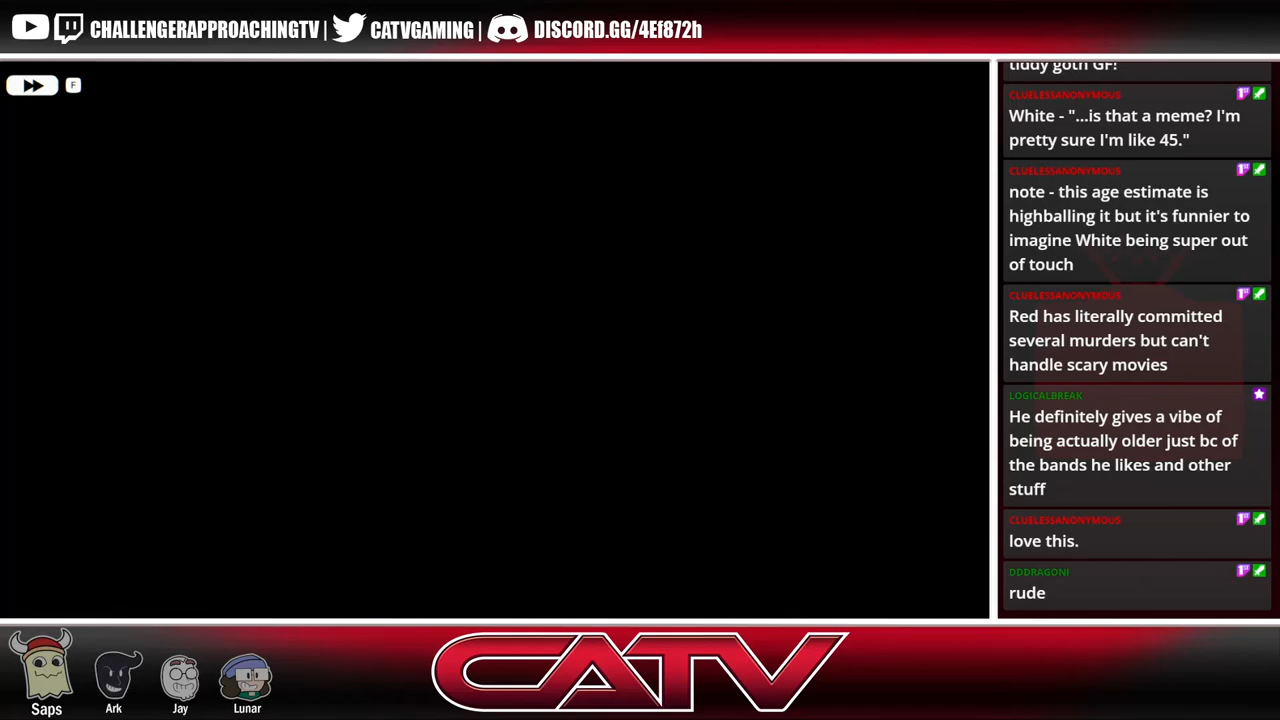 CHALLENGERAPPROACHINGTV | CATVGAMING | DISCORD.GG/4Ef872h
F
tiddy goth GF!
CLUELESSANONYMOUS
White - "...is that a meme? I'm
pretty sure I'm like 45."
CLUELESSANONYMOUS
note - this age estimate is
highballing it but it's funnier to
imagine White being super out
of touch
CLUELESSANONYMOUS
Red has literally committed
several murders but can't
handle scary movies
LOGICALBREAK
He definitely gives a vibe of
being actually older just bc of
the bands he likes and other
stuff
CLUELESSANONYMOUS
love this.
DDDRAGONI
rude
CATV
Saps Ark Jay Lunar